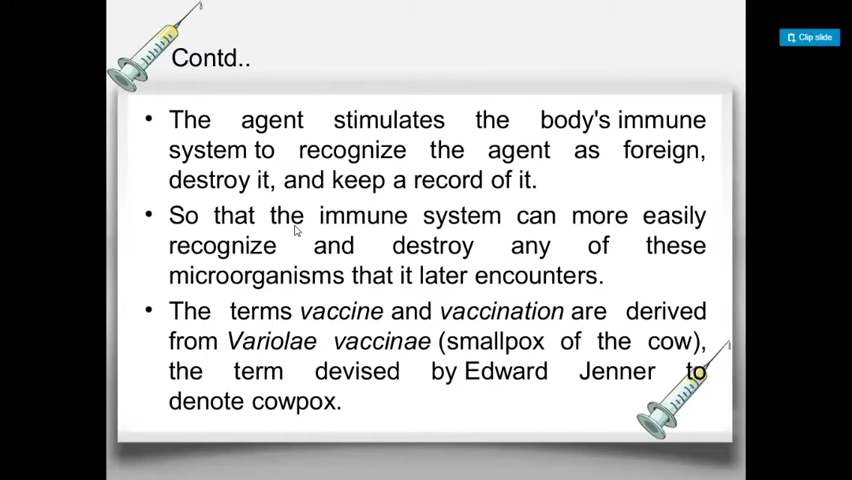 Clip slide
Contd..
• The agent stimulates the body's immune
system to recognize the agent as foreign,
destroy it, and keep a record of it.
• So that the immune system can more easily
recognize and destroy any of these
microorganisms that it later encounters.
• The terms vaccine and vaccination are derived
from Variolae vaccinae (smallpox of the cow),
the term devised by Edward Jenner to
denote cowpox.